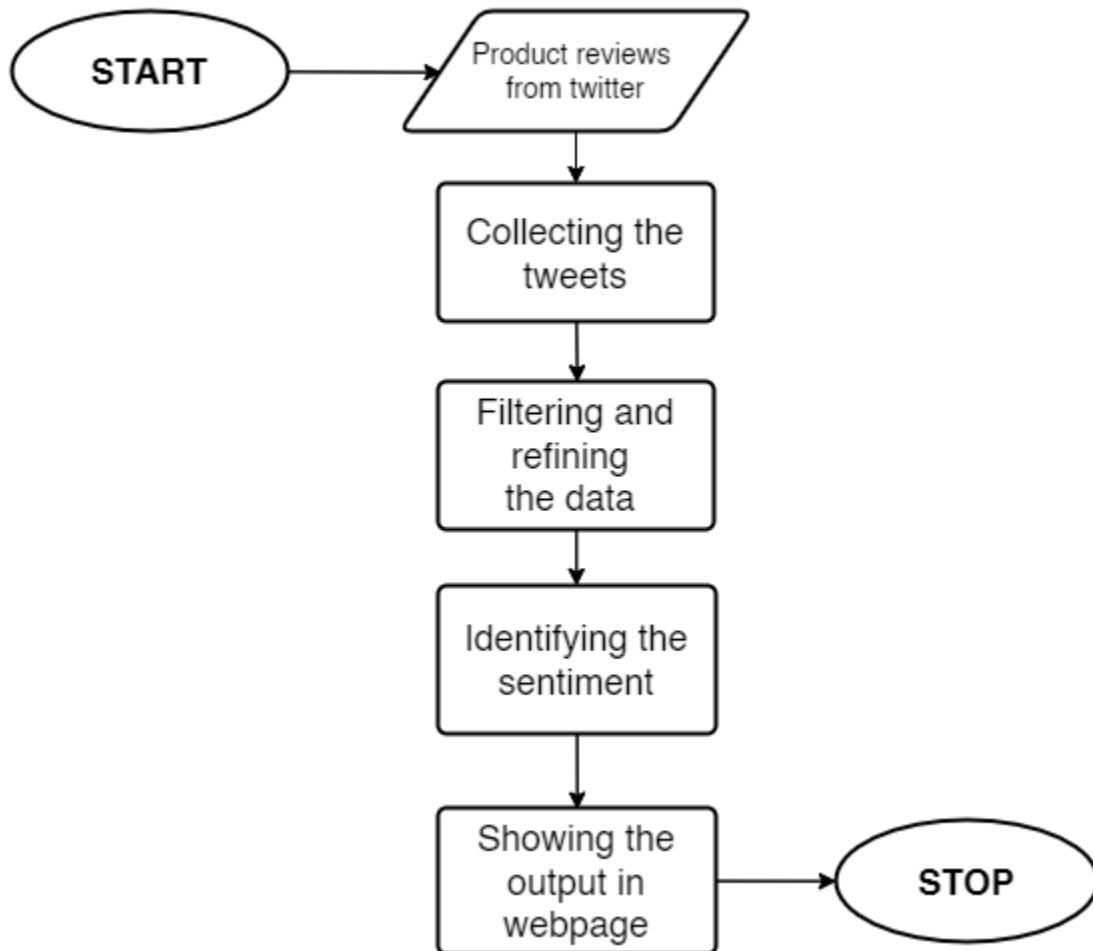 START
Product reviews
from twitter
Collecting the
tweets
Filtering and
refining
the data
Identifying the
sentiment
Showing the
output in
webpage
STOP